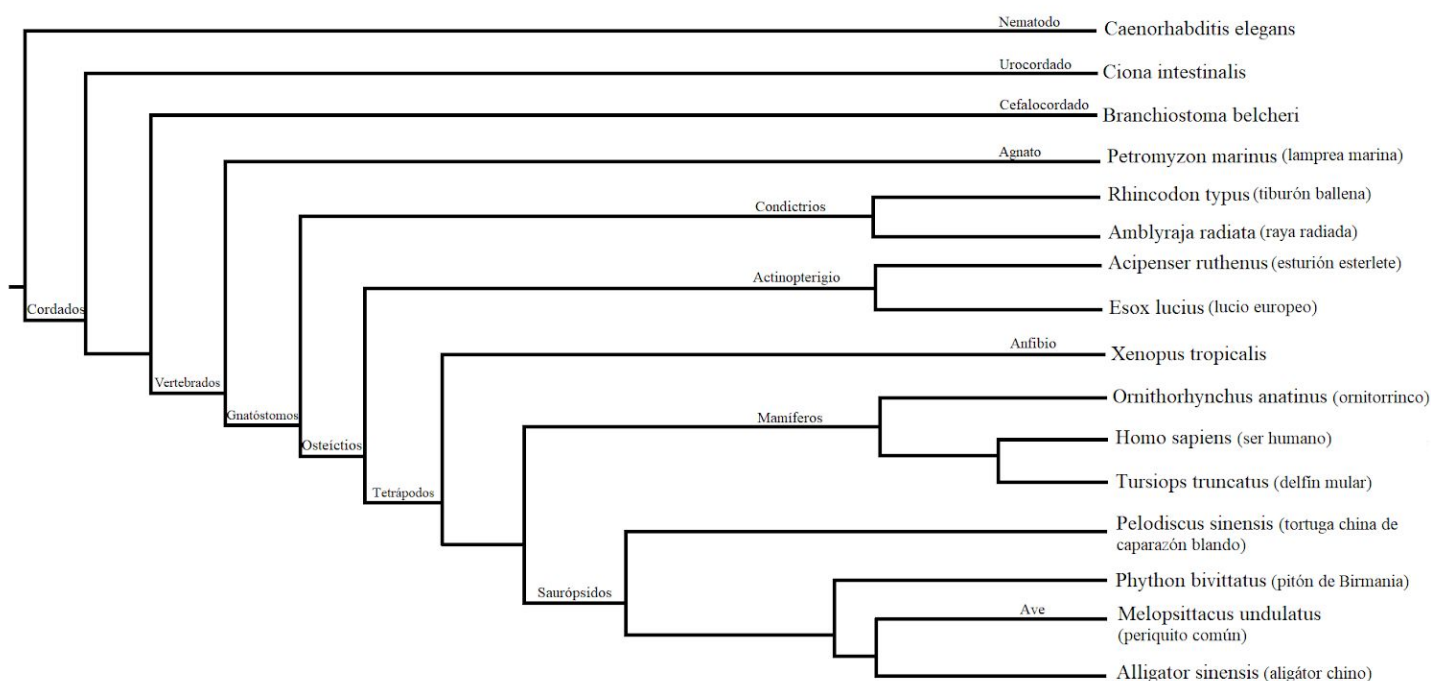 Nematodo
Caenorhabditis elegans
Urocordado
Ciona intestinalis
Cefalocordado
Branchiostoma belcheri
Agnato
Petromyzon marinus (lamprea marina)
Condictrios
Rhincodon typus (tiburón ballena)
Amblyraja radiata (raya radiada)
Actinopterigio
Acipenser ruthenus (esturión esterlete)
Cordados
Esox lucius (lucio europeo)
Anfibio
Xenopus tropicalis
Vertebrados
Ornithorhynchus anatinus (ornitorrinco)
Gnatóstomos
Mamíferos
Homo sapiens (ser humano)
Osteíctios
Tursiops truncatus (delfín mular)
Tetrápodos
Pelodiscus sinensis (tortuga china de
caparazón blando)
Phython bivittatus (pitón de Birmania)
Saurópsidos
Ave
Melopsittacus undulatus
(periquito común)
Alligator sinensis (aligátor chino)